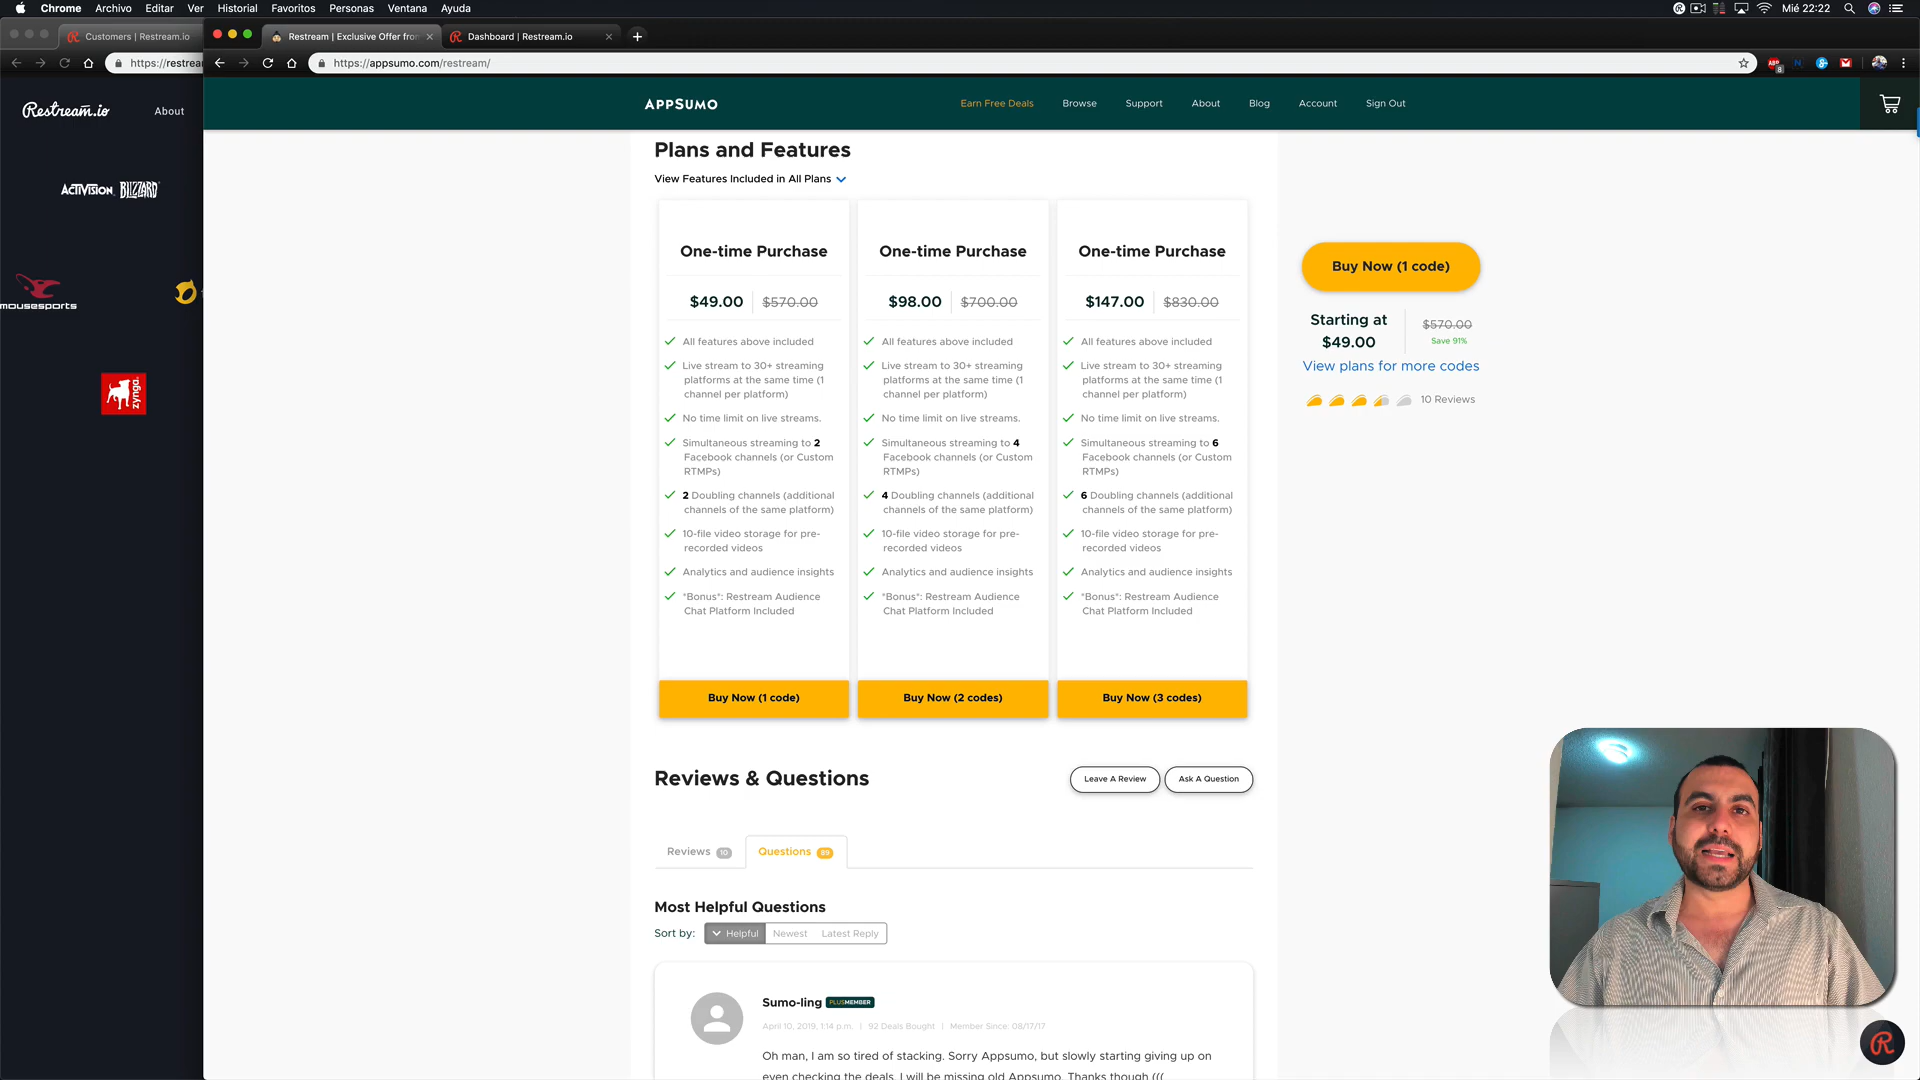 Chrome Archivo Editar Ver Historial Favoritos Personas Ventana Ayuda Mié 22:22
Customers | Restream.io
Restream | Exclusive Offer from
Dashboard | Restream.io
https://restrea
https://appsumo.com/restream/
Restream.io About
ACTIVISION BLIZZARD
mousesports
zynga
APPSUMO Earn Free Deals Browse Support About Blog Account Sign Out
Plans and Features
View Features Included in All Plans
One-time Purchase
$49.00 $570.00
All features above included
Live stream to 30+ streaming
platforms at the same time (1
channel per platform)
No time limit on live streams.
Simultaneous streaming to 2
Facebook channels (or Custom
RTMPs)
2 Doubling channels (additional
channels of the same platform)
10-file video storage for pre-
recorded videos
Analytics and audience insights
*Bonus*: Restream Audience
Chat Platform Included
Buy Now (1 code)
One-time Purchase
$98.00 $700.00
All features above included
Live stream to 30+ streaming
platforms at the same time (1
channel per platform)
No time limit on live streams.
Simultaneous streaming to 4
Facebook channels (or Custom
RTMPs)
4 Doubling channels (additional
channels of the same platform)
10-file video storage for pre-
recorded videos
Analytics and audience insights
*Bonus*: Restream Audience
Chat Platform Included
Buy Now (2 codes)
One-time Purchase
$147.00 $830.00
All features above included
Live stream to 30+ streaming
platforms at the same time (1
channel per platform)
No time limit on live streams.
Simultaneous streaming to 6
Facebook channels (or Custom
RTMPs)
6 Doubling channels (additional
channels of the same platform)
10-file video storage for pre-
recorded videos
Analytics and audience insights
*Bonus*: Restream Audience
Chat Platform Included
Buy Now (3 codes)
Buy Now (1 code)
Starting at
$49.00
$570.00
Save 91%
View plans for more codes
10 Reviews
Reviews & Questions
Leave A Review Ask A Question
Reviews 10 Questions 89
Most Helpful Questions
Sort by: Helpful Newest Latest Reply
Sumo-ling PLUSMEMBER
April 10, 2019, 1:14 p.m. | 92 Deals Bought | Member Since: 08/17/17
Oh man, I am so tired of stacking. Sorry Appsumo, but slowly starting giving up on
even checking the deals. I will be missing old Appsumo. Thanks though (((